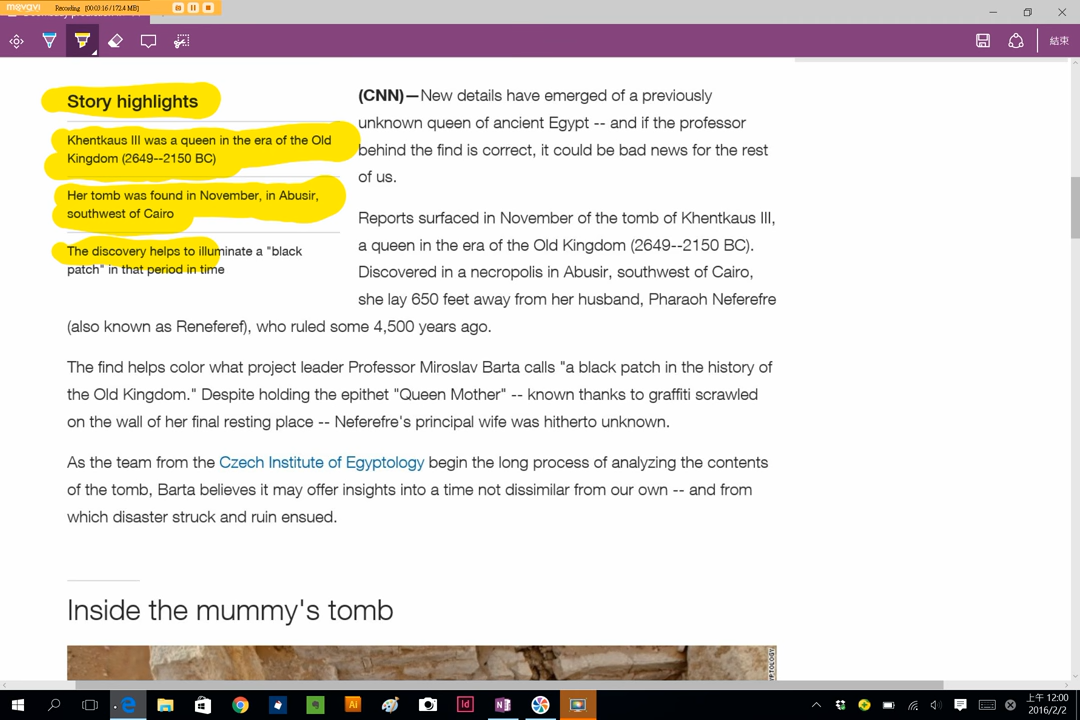 movavi
Recording [00:03:16 / 172.4 MB]
結束
Story highlights
Khentkaus III was a queen in the era of the Old
Kingdom (2649--2150 BC)
Her tomb was found in November, in Abusir,
southwest of Cairo
The discovery helps to illuminate a "black
patch" in that period in time
(CNN)—New details have emerged of a previously
unknown queen of ancient Egypt -- and if the professor
behind the find is correct, it could be bad news for the rest
of us.
Reports surfaced in November of the tomb of Khentkaus III,
a queen in the era of the Old Kingdom (2649--2150 BC).
Discovered in a necropolis in Abusir, southwest of Cairo,
she lay 650 feet away from her husband, Pharaoh Neferefre
(also known as Reneferef), who ruled some 4,500 years ago.
The find helps color what project leader Professor Miroslav Barta calls "a black patch in the history of
the Old Kingdom." Despite holding the epithet "Queen Mother" -- known thanks to graffiti scrawled
on the wall of her final resting place -- Neferefre's principal wife was hitherto unknown.
As the team from the Czech Institute of Egyptology begin the long process of analyzing the contents
of the tomb, Barta believes it may offer insights into a time not dissimilar from our own -- and from
which disaster struck and ruin ensued.
Inside the mummy's tomb
Ai
Id
上午 12:00
2016/2/2